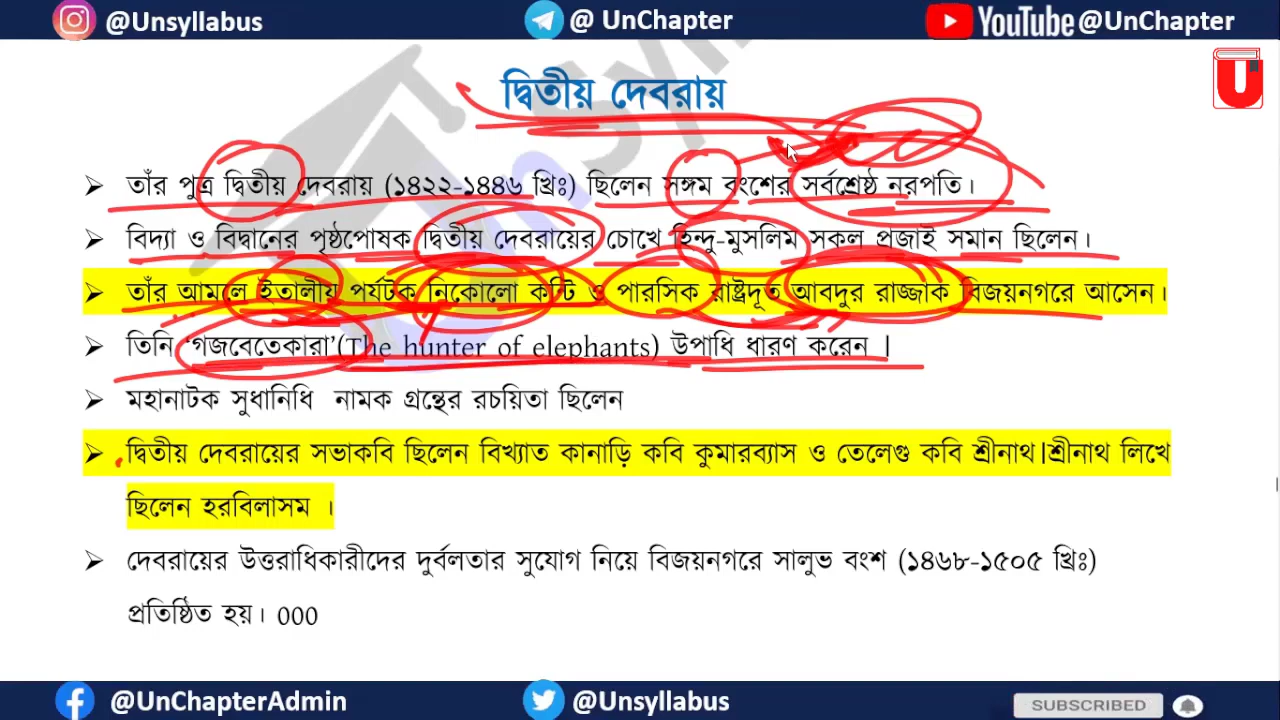 @Unsyllabus
@ UnChapter
YouTube @UnChapter
U
দ্বিতীয় দেবরায়
➢ তাঁর পুত্র দ্বিতীয় দেবরায় (১৪২২-১৪৪৬ খ্রিঃ) ছিলেন সঙ্গম বংশের সর্বশ্রেষ্ঠ নরপতি।
➢ বিদ্যা ও বিদ্বানের পৃষ্ঠপোষক দ্বিতীয় দেবরায়ের চোখে হিন্দু-মুসলিম সকল প্রজাই সমান ছিলেন।
➢ তাঁর আমলে ইতালীয় পর্যটক নিকোলো কন্টি ও পারসিক রাষ্ট্রদূত আবদুর রাজ্জাক বিজয়নগরে আসেন।
➢ তিনি ‘গজবেতেকারা’(The hunter of elephants) উপাধি ধারণ করেন |
➢ মহানাটক সুধানিধি নামক গ্রন্থের রচয়িতা ছিলেন
➢ দ্বিতীয় দেবরায়ের সভাকবি ছিলেন বিখ্যাত কানাড়ি কবি কুমারব্যাস ও তেলেগু কবি শ্রীনাথ|শ্রীনাথ লিখে
ছিলেন হরবিলাসম ।
➢ দেবরায়ের উত্তরাধিকারীদের দুর্বলতার সুযোগ নিয়ে বিজয়নগরে সালুভ বংশ (১৪৬৮-১৫০৫ খ্রিঃ)
প্রতিষ্ঠিত হয়। 000
@UnChapterAdmin
@Unsyllabus
SUBSCRIBED